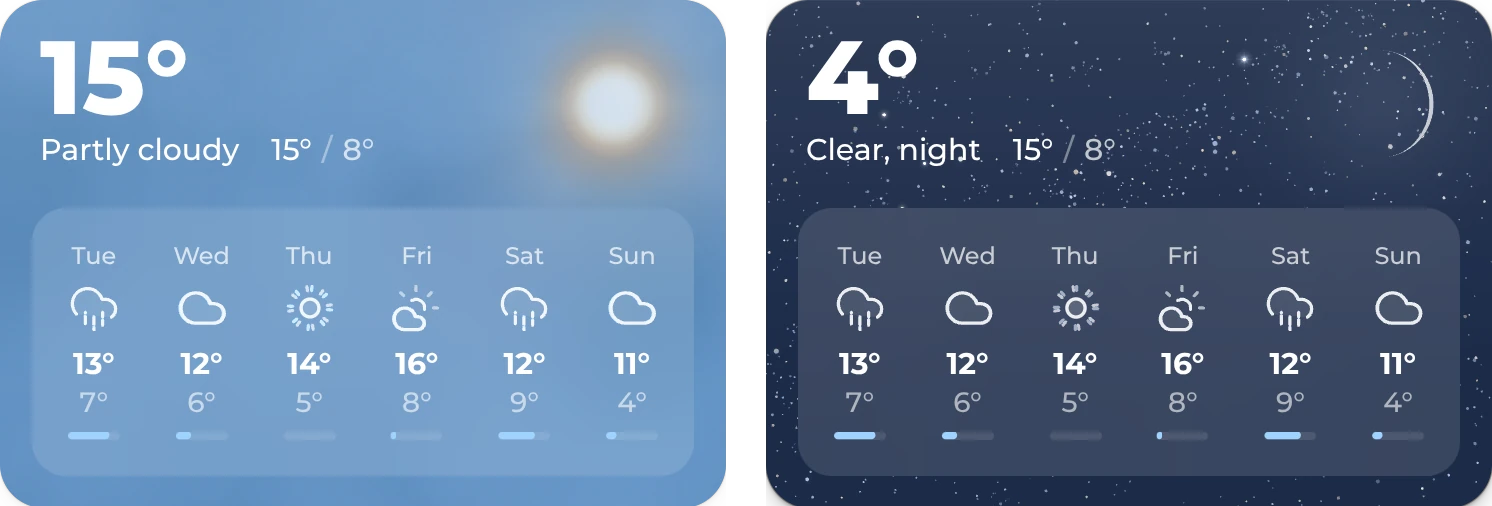 15°
Partly cloudy 15° / 8°
Tue Wed Thu Fri Sat Sun
13° 12° 14° 16° 12° 11°
7° 6° 5° 8° 9° 4°
4°
Clear, night 15° / 8°
Tue Wed Thu Fri Sat Sun
13° 12° 14° 16° 12° 11°
7° 6° 5° 8° 9° 4°